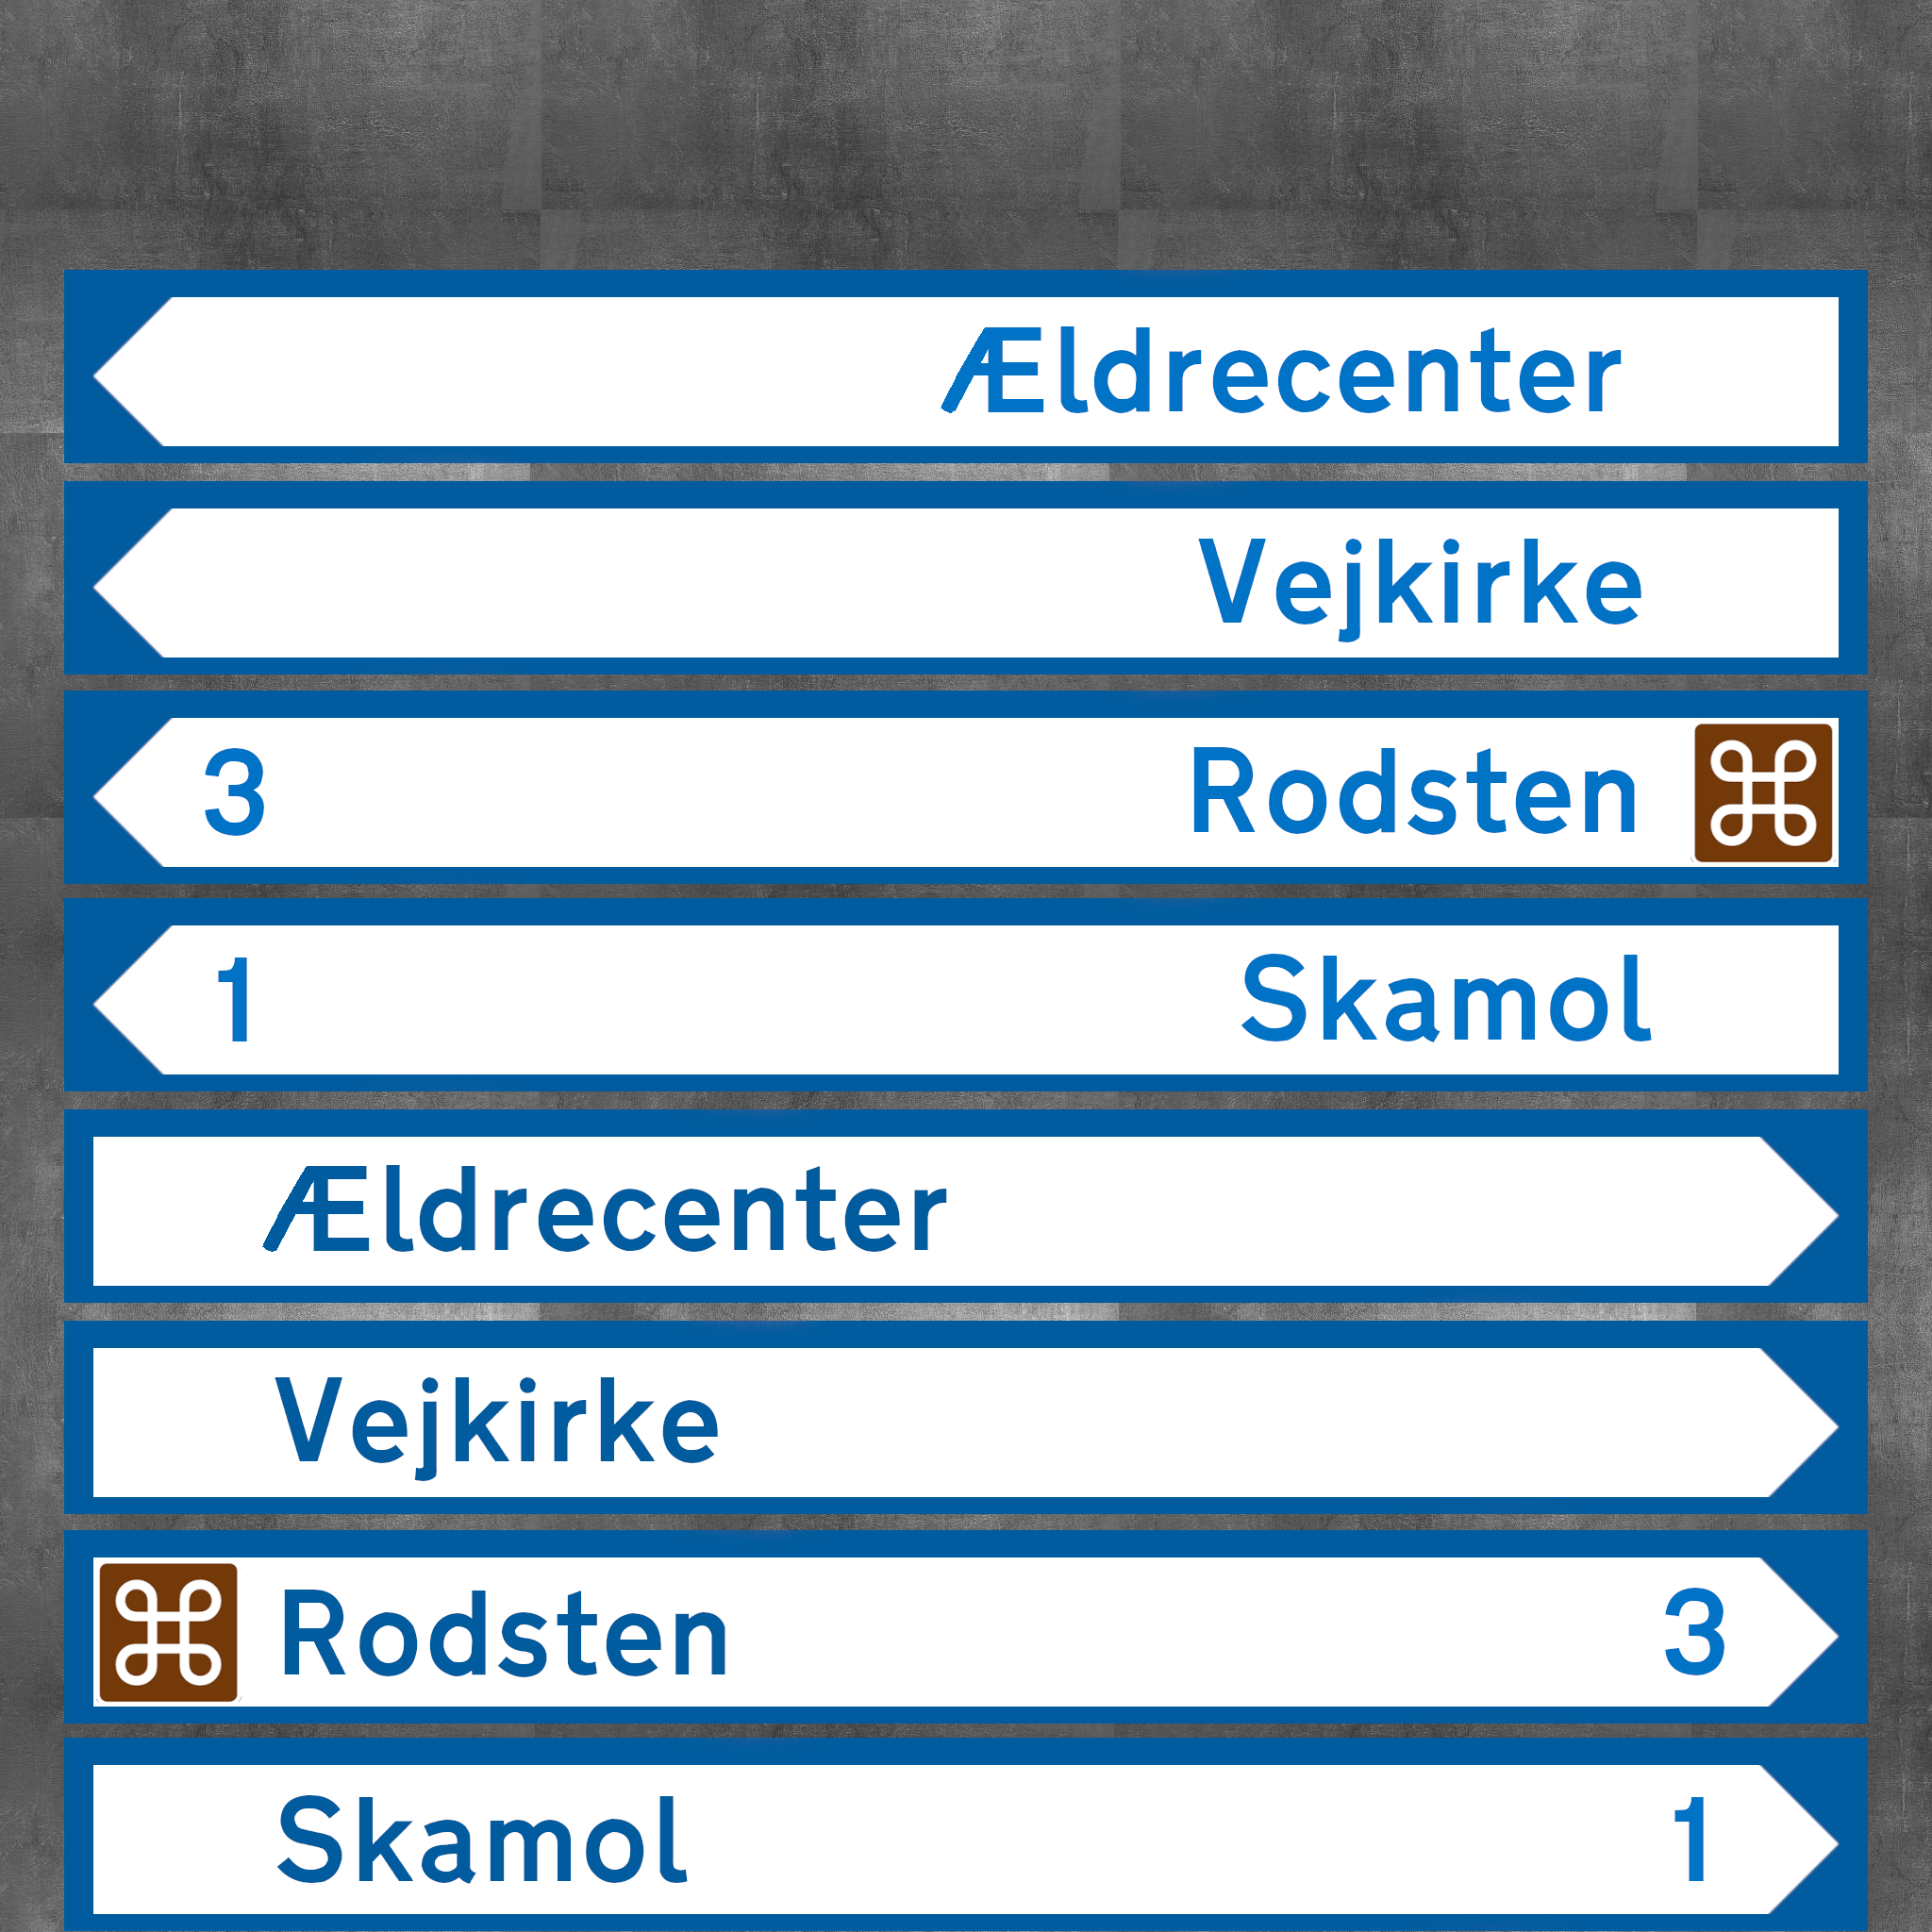 Ældrecenter
Vejkirke
3 Rodsten
1 Skamol
Ældrecenter
Vejkirke
Rodsten 3
Skamol 1